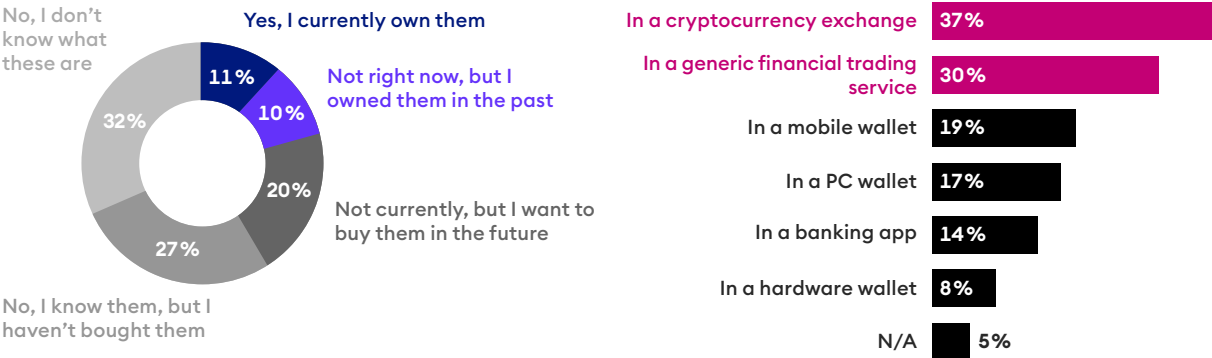 No, I don’t
know what
these are
Yes, I currently own them
11%
Not right now, but I
owned them in the past
10%
32%
20%
Not currently, but I want to
buy them in the future
27%
No, I know them, but I
haven’t bought them
In a cryptocurrency exchange
37%
In a generic financial trading
service
30%
In a mobile wallet
19%
In a PC wallet
17%
In a banking app
14%
In a hardware wallet
8%
N/A
5%